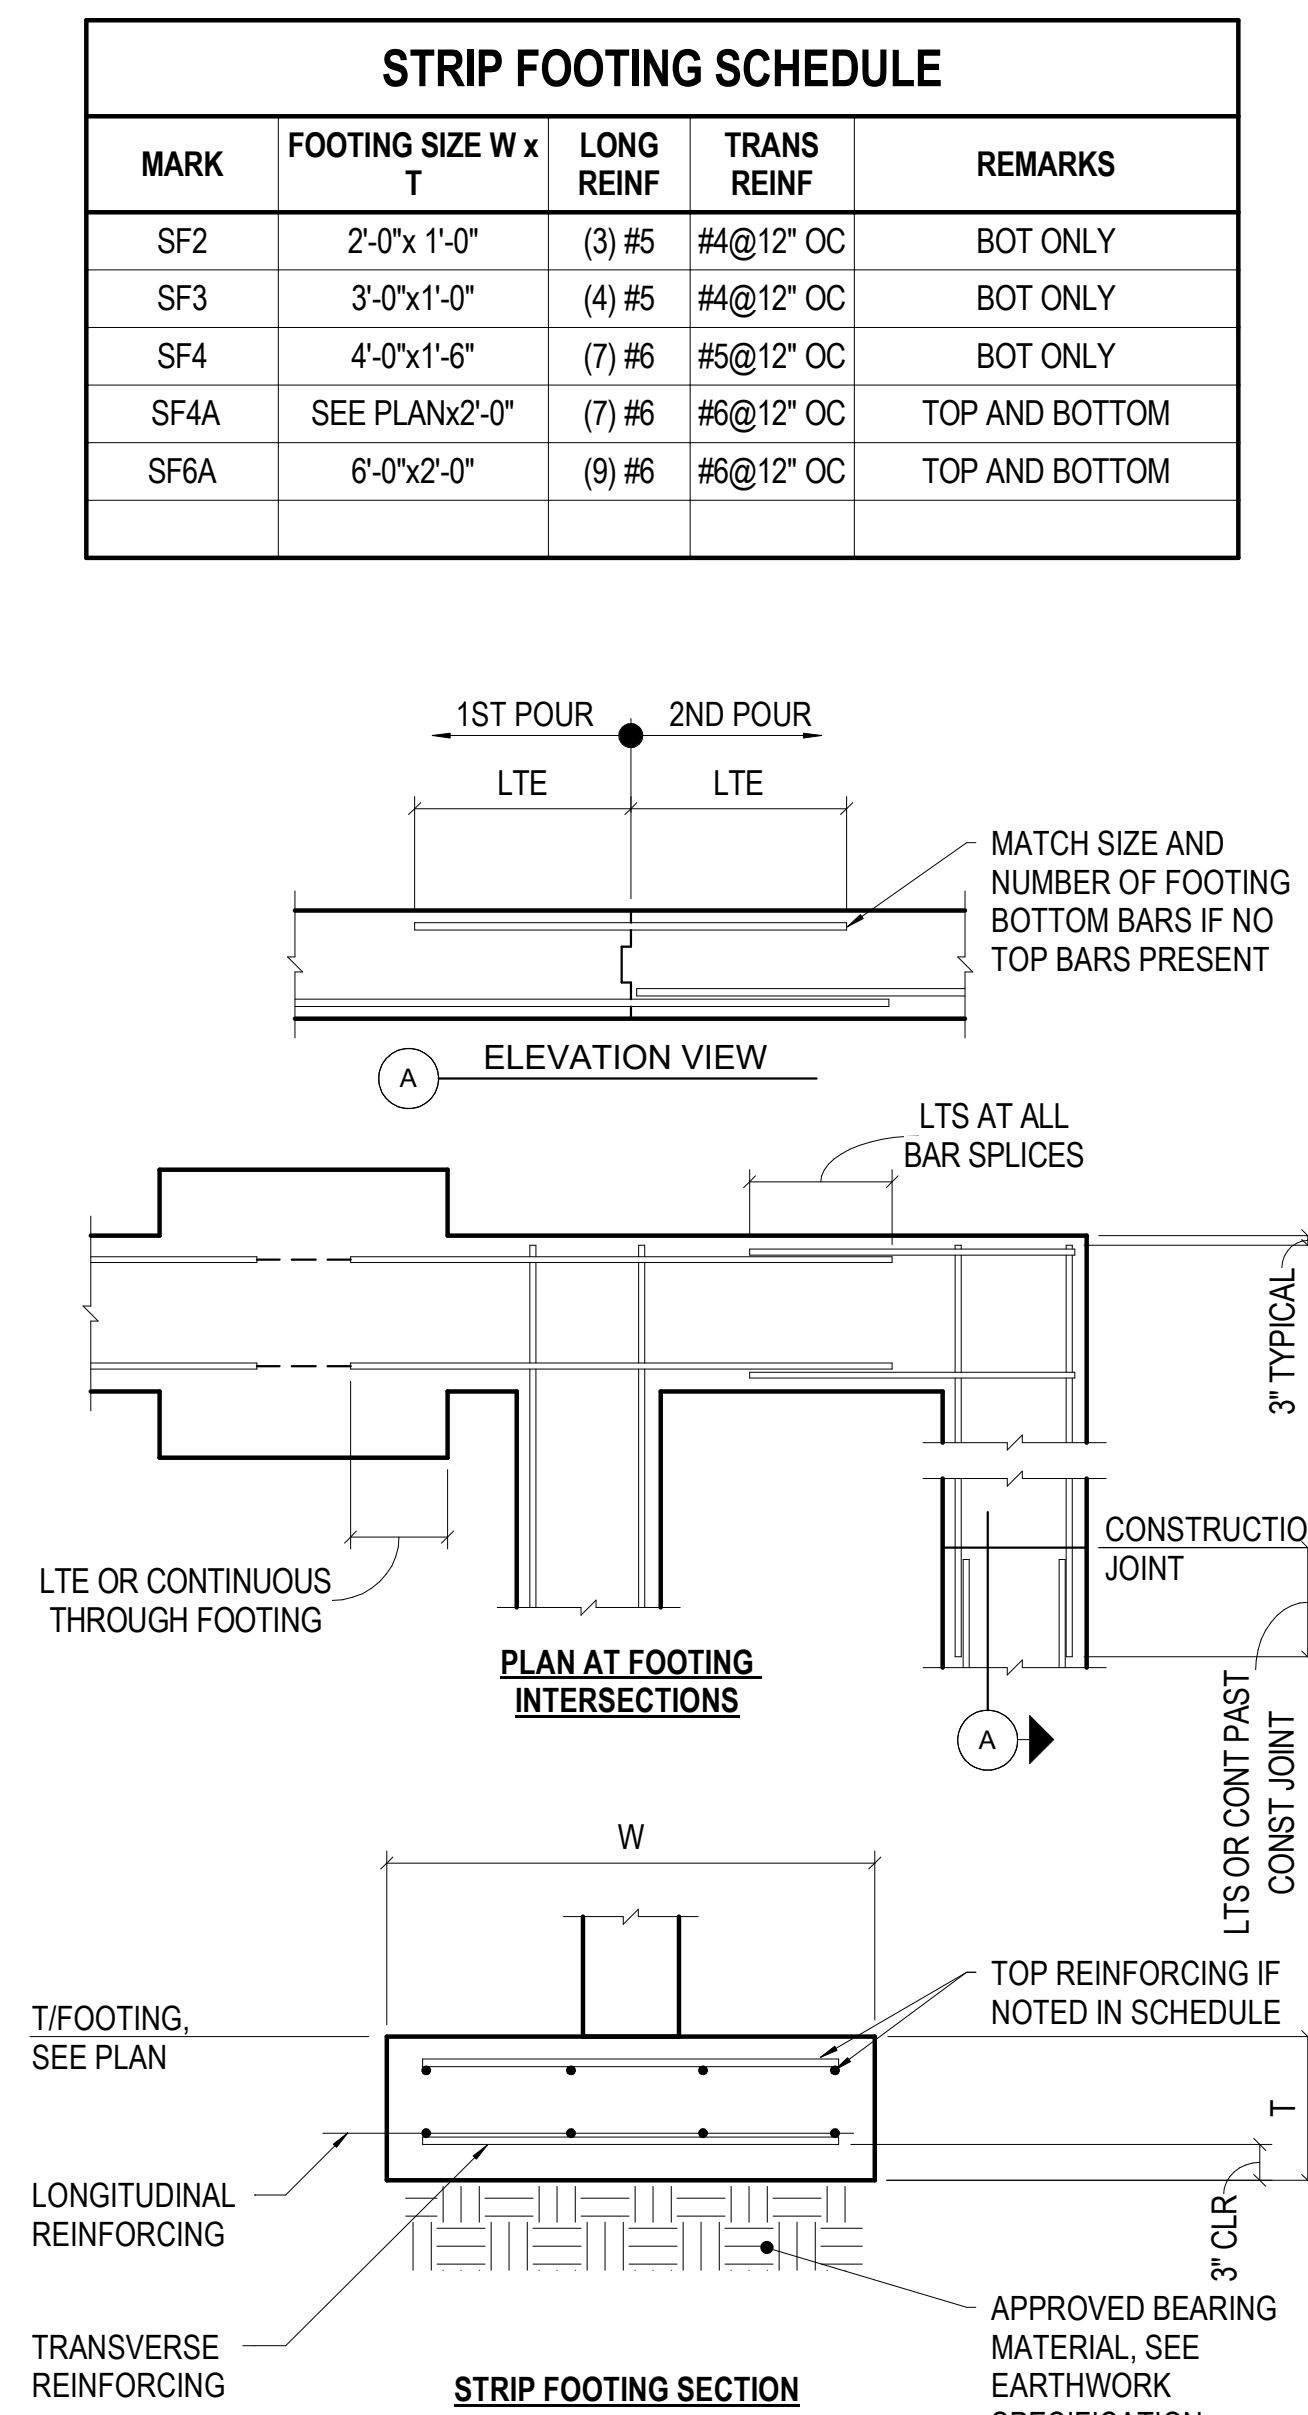 STRIP FOOTING SCHEDULE
MARK
FOOTING SIZE W x
T
LONG
REINF
TRANS
REINF
REMARKS
SF2 2'-0"x 1'-0" (3) #5 #4@12" OC BOT ONLY
SF3 3'-0"x1'-0" (4) #5 #4@12" OC BOT ONLY
SF4 4'-0"x1'-6" (7) #6 #5@12" OC BOT ONLY
SF4A SEE PLANx2'-0" (7) #6 #6@12" OC TOP AND BOTTOM
SF6A 6'-0"x2'-0" (9) #6 #6@12" OC TOP AND BOTTOM
1ST POUR 2ND POUR
LTE LTE
MATCH SIZE AND
NUMBER OF FOOTING
BOTTOM BARS IF NO
TOP BARS PRESENT
A ELEVATION VIEW
LTS AT ALL
BAR SPLICES
3" TYPICAL
CONSTRUCTIO
JOINT
LTE OR CONTINUOUS
THROUGH FOOTING
PLAN AT FOOTING
INTERSECTIONS
A
LTS OR CONT PAST
CONST JOINT
W
TOP REINFORCING IF
NOTED IN SCHEDULE
T/FOOTING,
SEE PLAN
T
LONGITUDINAL
REINFORCING
3" CLR
TRANSVERSE
REINFORCING
STRIP FOOTING SECTION
APPROVED BEARING
MATERIAL, SEE
EARTHWORK
SPECIFICATION